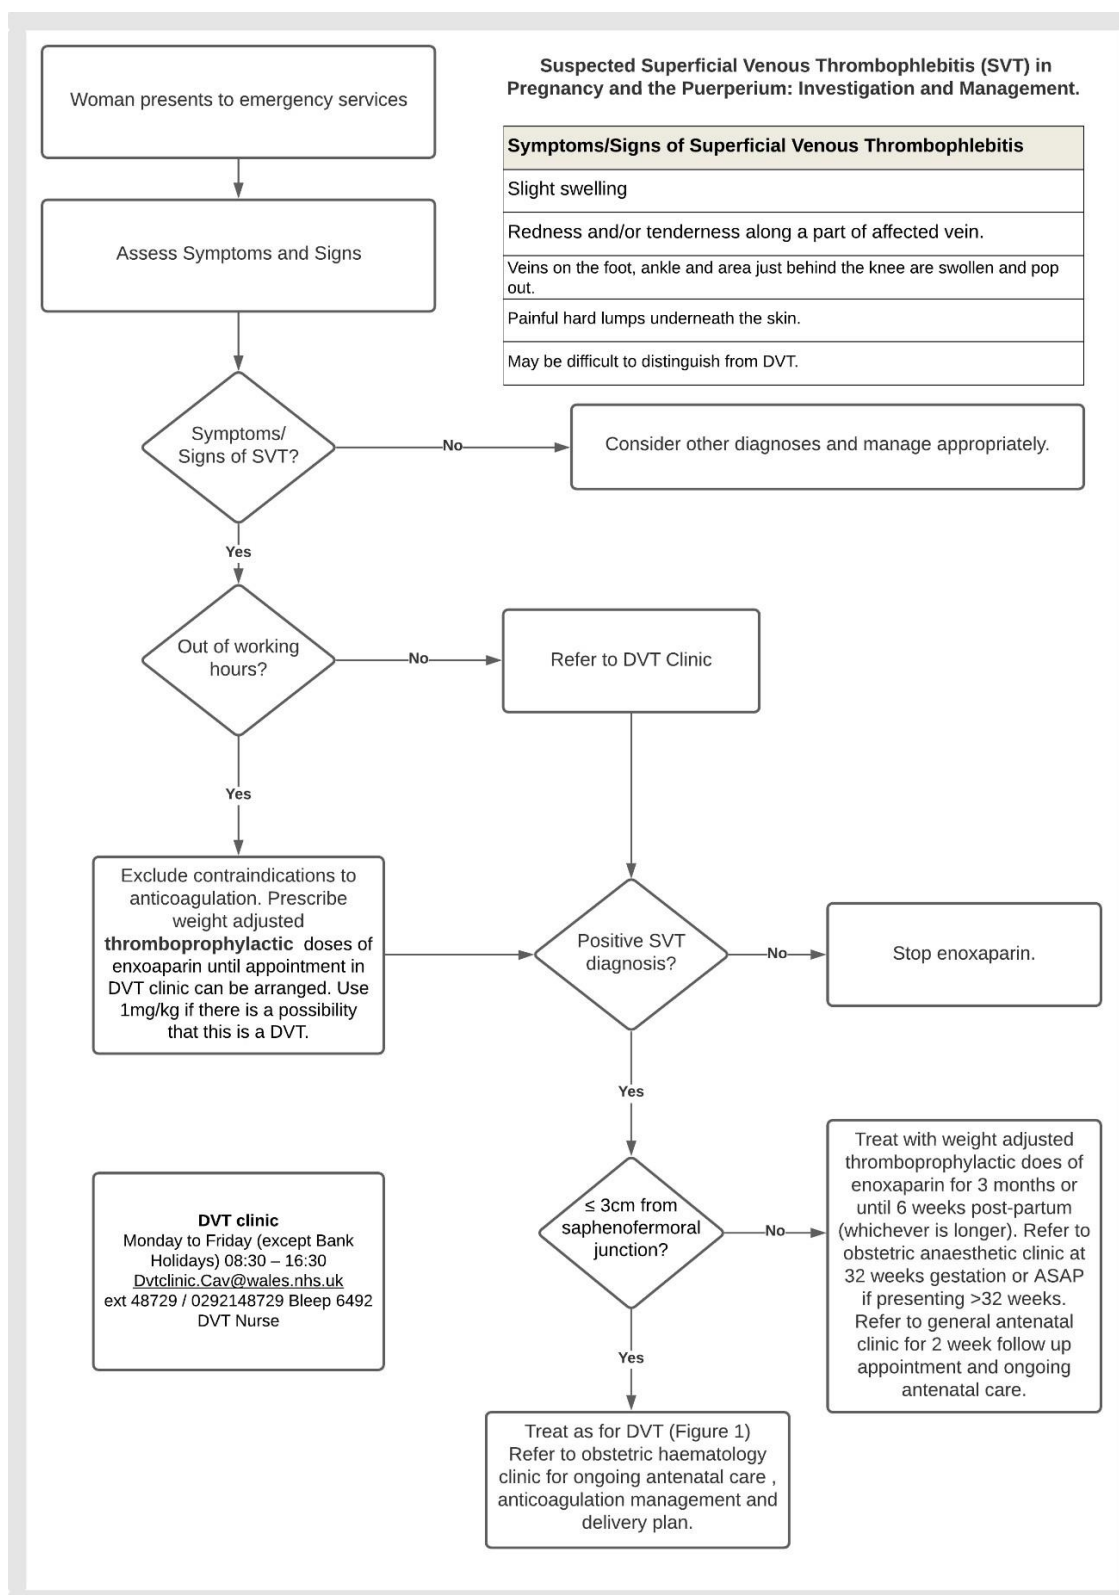 Woman presents to emergency services
Suspected Superficial Venous Thrombophlebitis (SVT) in
Pregnancy and the Puerperium: Investigation and Management.
Symptoms/Signs of Superficial Venous Thrombophlebitis
Slight swelling
Redness and/or tenderness along a part of affected vein.
Veins on the foot, ankle and area just behind the knee are swollen and pop
out.
Painful hard lumps underneath the skin.
May be difficult to distinguish from DVT.
Assess Symptoms and Signs
Symptoms/
Signs of SVT?
No
Consider other diagnoses and manage appropriately.
Yes
Out of working
hours?
No
Refer to DVT Clinic
Yes
Exclude contraindications to
anticoagulation. Prescribe
weight adjusted
thromboprophylactic doses of
enxoaparin until appointment in
DVT clinic can be arranged. Use
1mg/kg if there is a possibility
that this is a DVT.
Positive SVT
diagnosis?
No
Stop enoxaparin.
Yes
≤ 3cm from
saphenofermoral
junction?
No
Treat with weight adjusted
thromboprophylactic does of
enoxaparin for 3 months or
until 6 weeks post-partum
(whichever is longer). Refer to
obstetric anaesthetic clinic at
32 weeks gestation or ASAP
if presenting >32 weeks.
Refer to general antenatal
clinic for 2 week follow up
appointment and ongoing
antenatal care.
DVT clinic
Monday to Friday (except Bank
Holidays) 08:30 – 16:30
Dvtclinic.Cav@wales.nhs.uk
ext 48729 / 0292148729 Bleep 6492
DVT Nurse
Yes
Treat as for DVT (Figure 1)
Refer to obstetric haematology
clinic for ongoing antenatal care ,
anticoagulation management and
delivery plan.